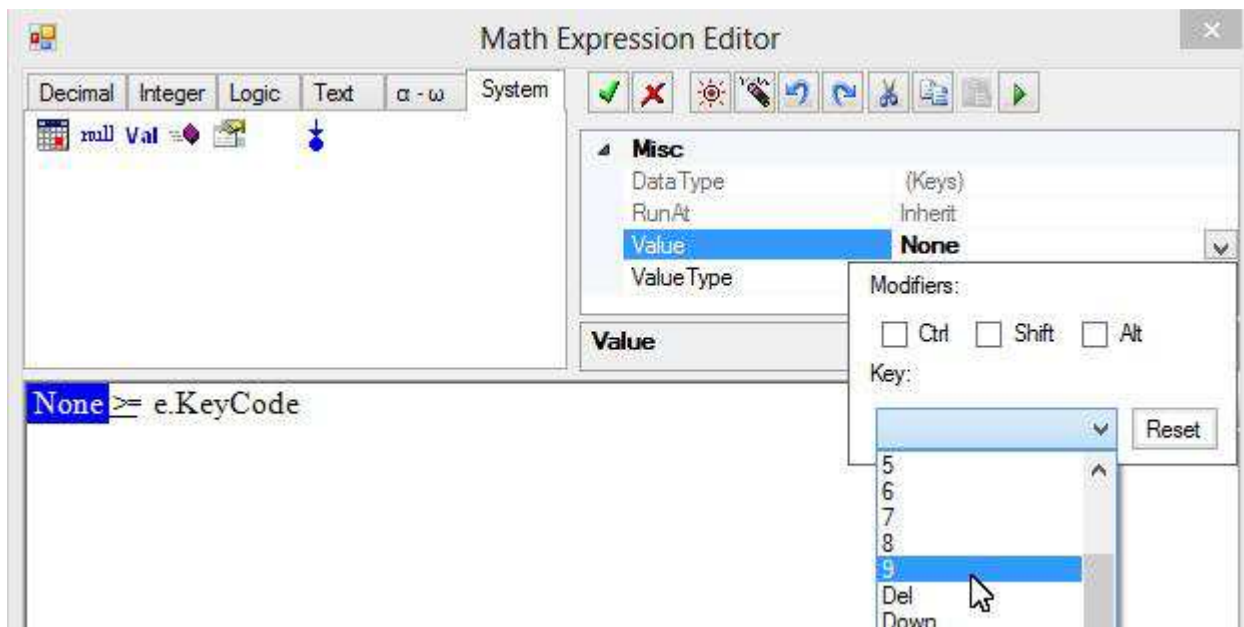 Math Expression Editor
Decimal Integer Logic Text α - ω System
null Val
Misc
DataType (Keys)
RunAt Inherit
Value None
ValueType
Modifiers:
Ctrl Shift Alt
Value
Key:
None >= e.KeyCode
Reset
5
6
7
8
9
Del
Down